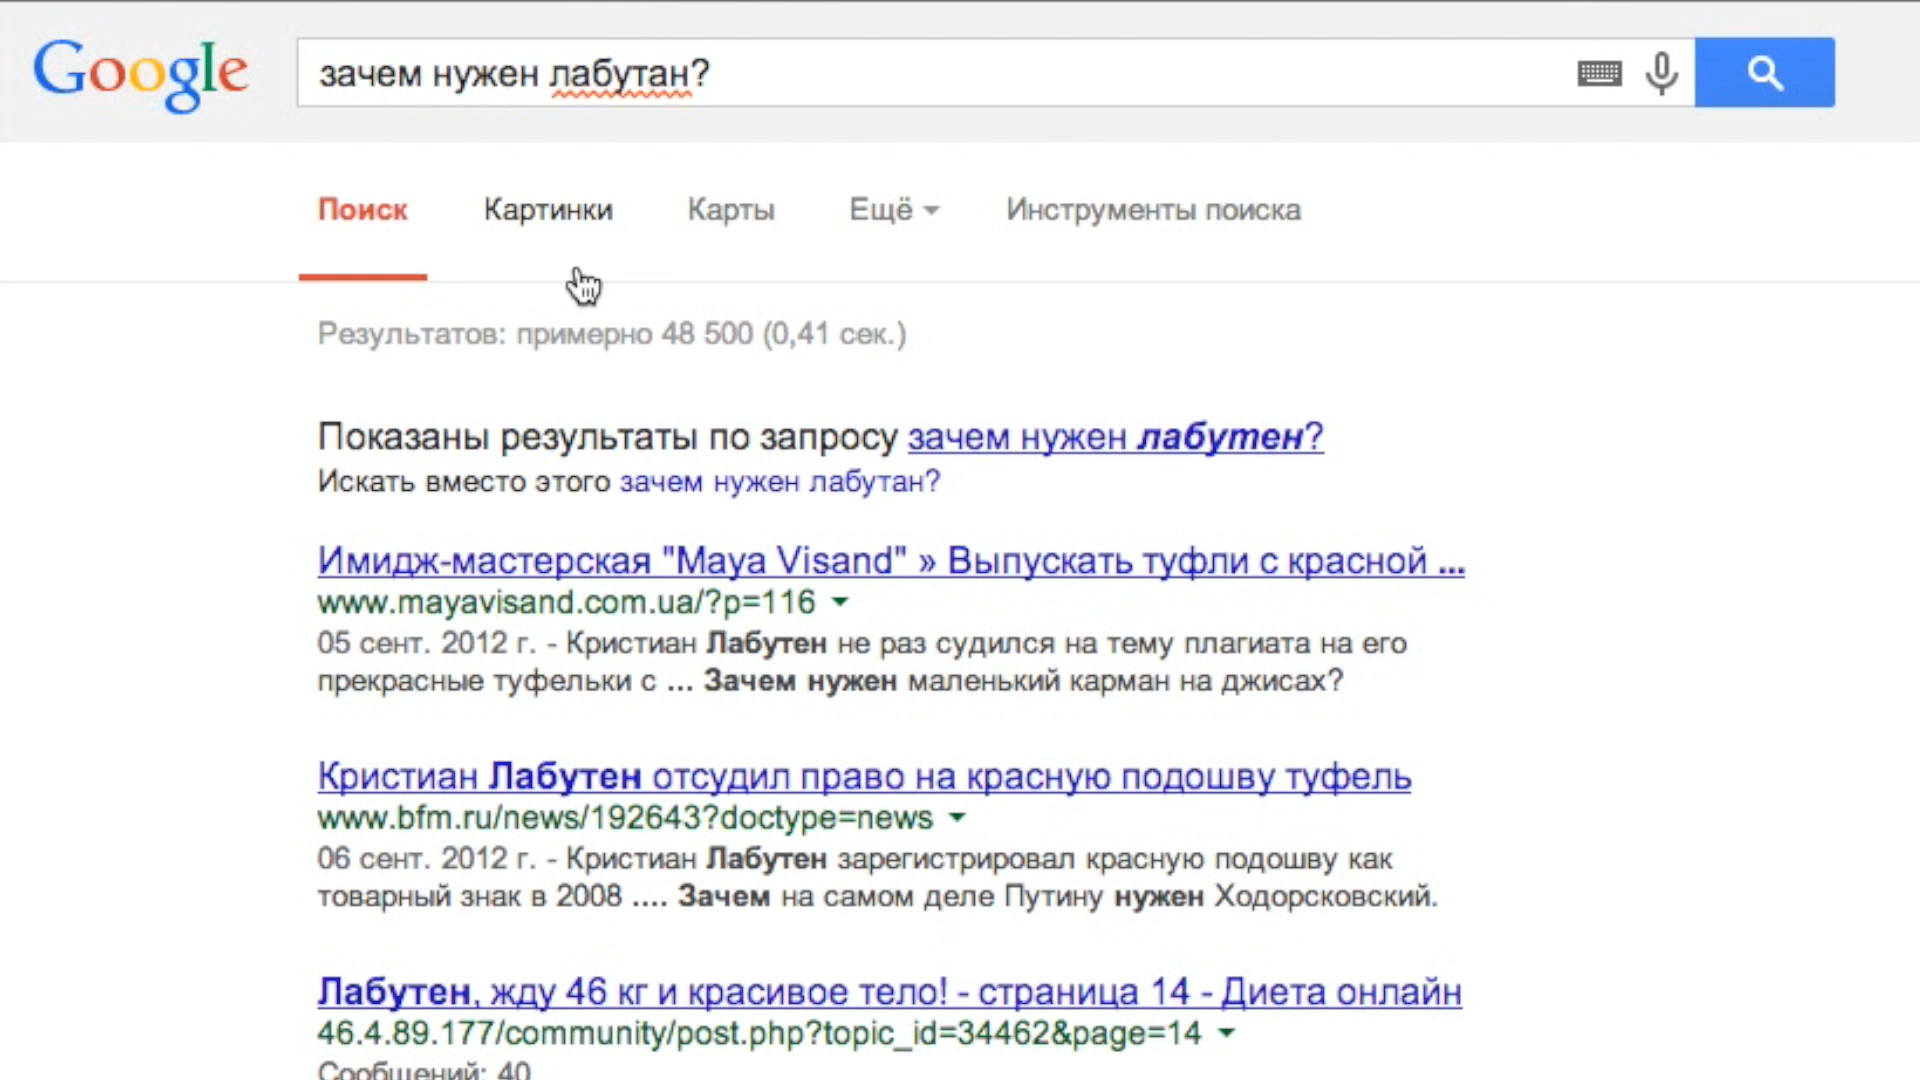 Google
зачем нужен лабутан?
Поиск Картинки Карты Ещё Инструменты поиска
Результатов: примерно 48 500 (0,41 сек.)
Показаны результаты по запросу зачем нужен лабутен?
Искать вместо этого зачем нужен лабутан?
Имидж-мастерская "Maya Visand" » Выпускать туфли с красной ...
www.mayavisand.com.ua/?p=116
05 сент. 2012 г. - Кристиан Лабутен не раз судился на тему плагиата на его
прекрасные туфельки с ... Зачем нужен маленький карман на джисах?
Кристиан Лабутен отсудил право на красную подошву туфель
www.bfm.ru/news/192643?doctype=news
06 сент. 2012 г. - Кристиан Лабутен зарегистрировал красную подошву как
товарный знак в 2008 .... Зачем на самом деле Путину нужен Ходорсковский.
Лабутен, жду 46 кг и красивое тело! - страница 14 - Диета онлайн
46.4.89.177/community/post.php?topic_id=34462&page=14
Сообщений: 40